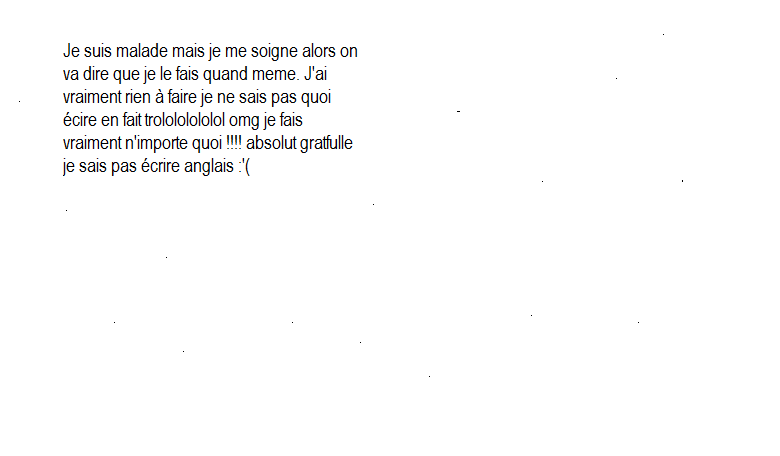 Je suis malade mais je me soigne alors on
va dire que je le fais quand meme. J'ai
vraiment rien à faire je ne sais pas quoi
écire en fait trololololol omg je fais
vraiment n'importe quoi !!!! absolut gratfulle
je sais pas écrire anglais :'(